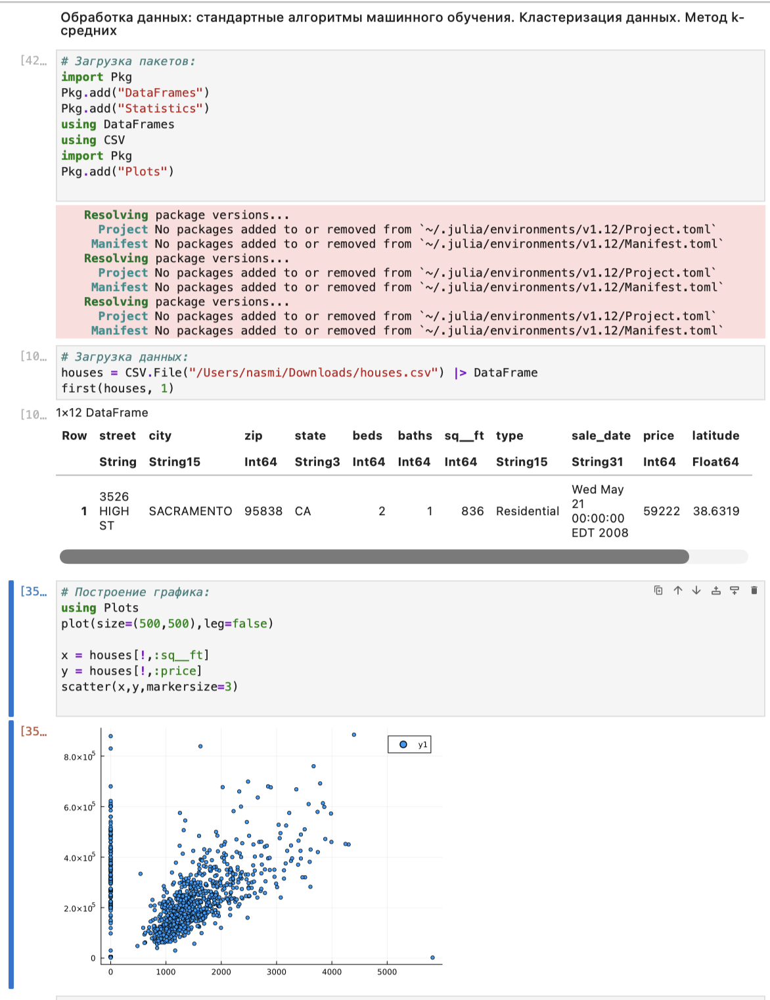 Обработка данных: стандартные алгоритмы машинного обучения. Кластеризация данных. Метод k-
средних
[42…
# Загрузка пакетов:
import Pkg
Pkg.add("DataFrames")
Pkg.add("Statistics")
using DataFrames
using CSV
import Pkg
Pkg.add("Plots")
Resolving package versions...
Project No packages added to or removed from `~/.julia/environments/v1.12/Project.toml`
Manifest No packages added to or removed from `~/.julia/environments/v1.12/Manifest.toml`
Resolving package versions...
Project No packages added to or removed from `~/.julia/environments/v1.12/Project.toml`
Manifest No packages added to or removed from `~/.julia/environments/v1.12/Manifest.toml`
Resolving package versions...
Project No packages added to or removed from `~/.julia/environments/v1.12/Project.toml`
Manifest No packages added to or removed from `~/.julia/environments/v1.12/Manifest.toml`
[10…
# Загрузка данных:
houses = CSV.File("/Users/nasmi/Downloads/houses.csv") |> DataFrame
first(houses, 1)
[10…
1×12 DataFrame
Row street city zip state beds baths sq__ft type sale_date price latitude
String String15 Int64 String3 Int64 Int64 Int64 String15 String31 Int64 Float64
1 3526 HIGH ST SACRAMENTO 95838 CA 2 1 836 Residential Wed May 21 00:00:00 EDT 2008 59222 38.6319
[35…
# Построение графика:
using Plots
plot(size=(500,500),leg=false)
x = houses[!,:sq__ft]
y = houses[!,:price]
scatter(x,y,markersize=3)
[35…
y1
8.0×10⁵
6.0×10⁵
4.0×10⁵
2.0×10⁵
0
0 1000 2000 3000 4000 5000